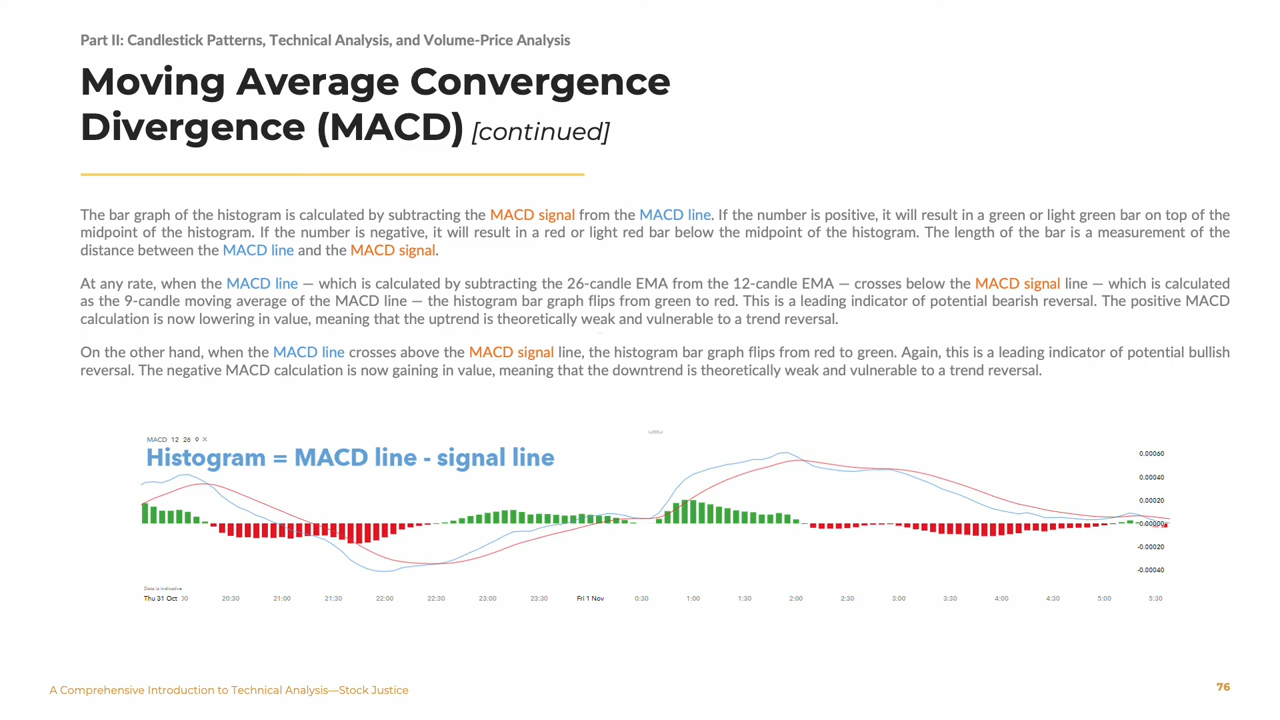 Part II: Candlestick Patterns, Technical Analysis, and Volume-Price Analysis
Moving Average Convergence
Divergence (MACD) [continued]
The bar graph of the histogram is calculated by subtracting the MACD signal from the MACD line. If the number is positive, it will result in a green or light green bar on top of the
midpoint of the histogram. If the number is negative, it will result in a red or light red bar below the midpoint of the histogram. The length of the bar is a measurement of the
distance between the MACD line and the MACD signal.
At any rate, when the MACD line — which is calculated by subtracting the 26-candle EMA from the 12-candle EMA — crosses below the MACD signal line — which is calculated
as the 9-candle moving average of the MACD line — the histogram bar graph flips from green to red. This is a leading indicator of potential bearish reversal. The positive MACD
calculation is now lowering in value, meaning that the uptrend is theoretically weak and vulnerable to a trend reversal.
On the other hand, when the MACD line crosses above the MACD signal line, the histogram bar graph flips from red to green. Again, this is a leading indicator of potential bullish
reversal. The negative MACD calculation is now gaining in value, meaning that the downtrend is theoretically weak and vulnerable to a trend reversal.
MACD 12 26 9 ×
Histogram = MACD line - signal line
0.00060
0.00040
0.00020
0.00000
-0.00020
-0.00040
Data is indicative
Thu 31 Oct 20:30 21:00 21:30 22:00 22:30 23:00 23:30 Fri 1 Nov 0:30 1:00 1:30 2:00 2:30 3:00 3:30 4:00 4:30 5:00 5:30
A Comprehensive Introduction to Technical Analysis—Stock Justice
76